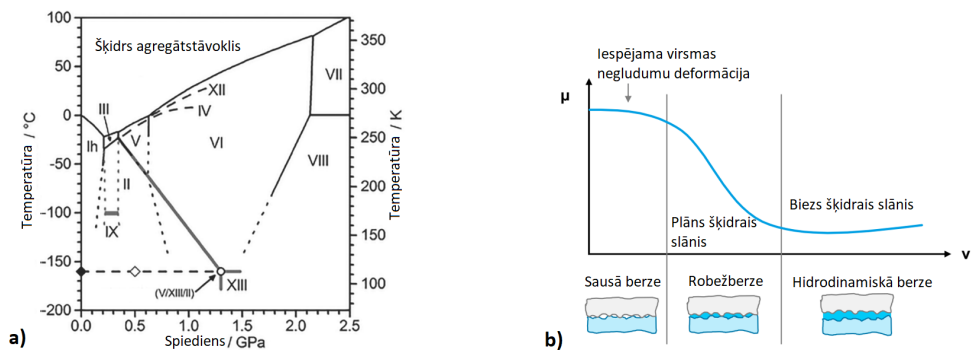 100
50
0
-50
-100
-150
-200
Temperatūra / °C
Šķidrs agregātstāvoklis
III
Ih
II
IX
V
XII
IV
VI
VII
VIII
XIII
(V/XIII/II)
350
300
250
200
150
100
Temperatūra / K
0.0 0.5 1.0 1.5 2.0 2.5
Spiediens / GPa
a)
Iespējama virsmas
negludumu deformācija
μ
Plāns šķidrais
slānis
Biezs šķidrais slānis
v
Sausā berze
Robežberze
Hidrodinamiskā berze
b)